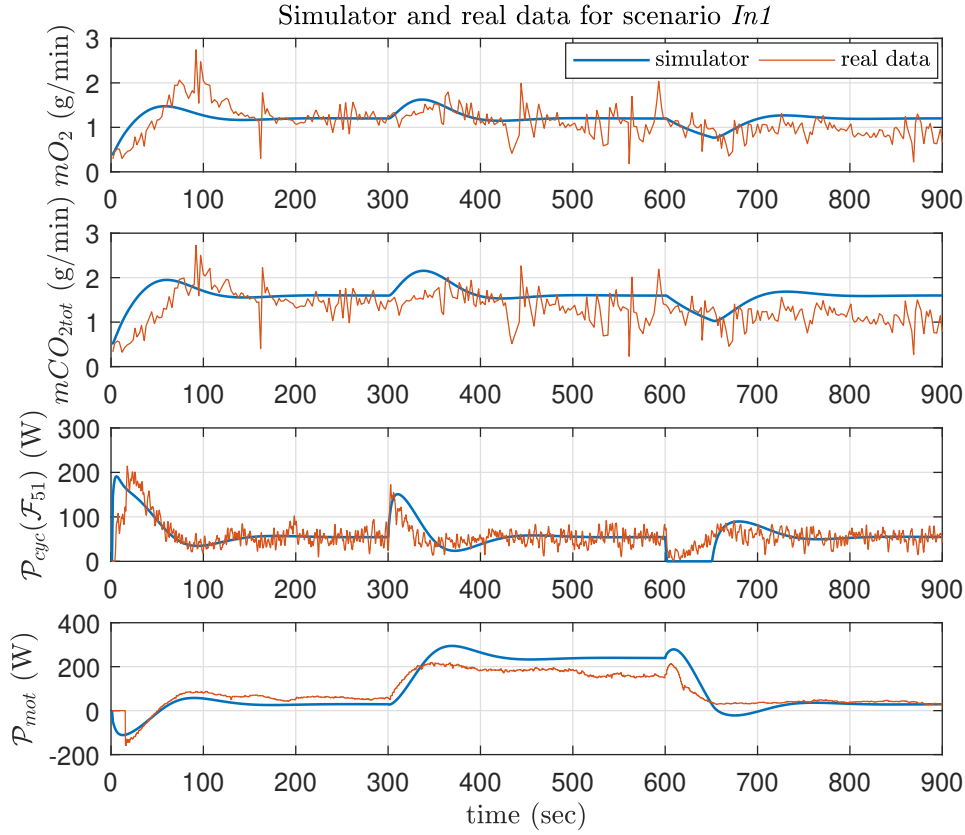 Simulator and real data for scenario In1
simulator
real data
mO₂ (g/min)
3
2
1
0
0 100 200 300 400 500 600 700 800 900
mCO₂tot (g/min)
3
2
1
0
0 100 200 300 400 500 600 700 800 900
𝒫cyc(ℱ₅₁) (W)
300
200
100
0
0 100 200 300 400 500 600 700 800 900
𝒫mot (W)
400
200
0
-200
0 100 200 300 400 500 600 700 800 900
time (sec)